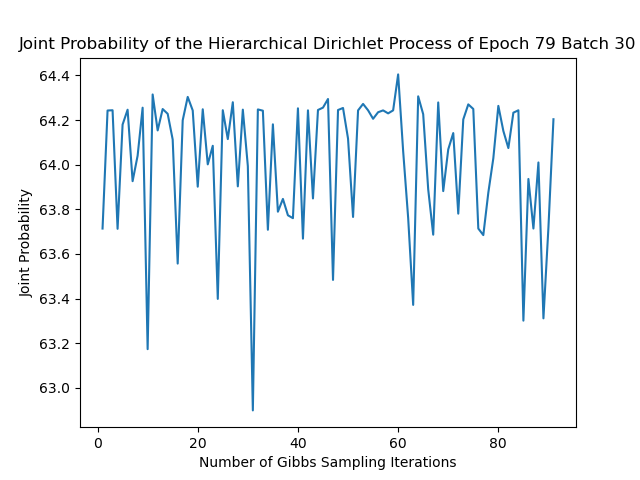 Joint Probability of the Hierarchical Dirichlet Process of Epoch 79 Batch 30
64.4
64.2
64.0
63.8
63.6
63.4
63.2
63.0
Joint Probability
0 20 40 60 80
Number of Gibbs Sampling Iterations